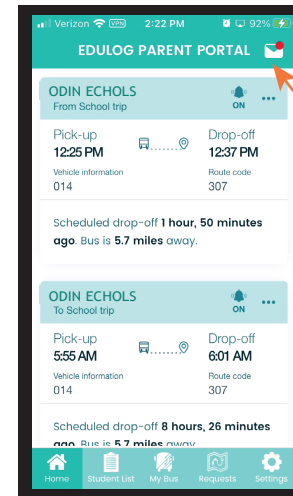 Verizon VPN 2:22 PM 92%
EDULOG PARENT PORTAL
ODIN ECHOLS
From School trip
ON
Pick-up Drop-off
12:25 PM 12:37 PM
Vehicle information Route code
014 307
Scheduled drop-off 1 hour, 50 minutes
ago. Bus is 5.7 miles away.
ODIN ECHOLS
To School trip
ON
Pick-up Drop-off
5:55 AM 6:01 AM
Vehicle information Route code
014 307
Scheduled drop-off 8 hours, 26 minutes
ago. Bus is 5.7 miles away.
Home Student List My Bus Requests Settings